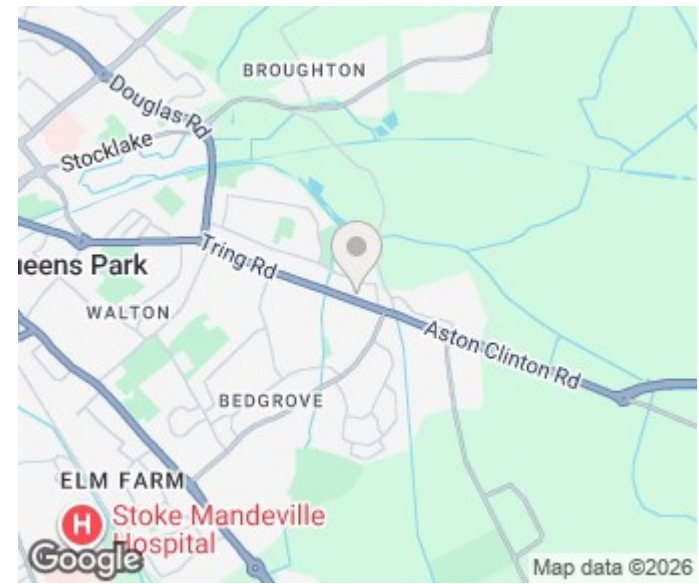 BROUGHTON
Douglas Rd
Stocklake
Tring Rd
ueens Park
WALTON
Aston Clinton Rd
BEDGROVE
ELM FARM
H
Stoke Mandeville
Hospital
Google
Map data ©2026